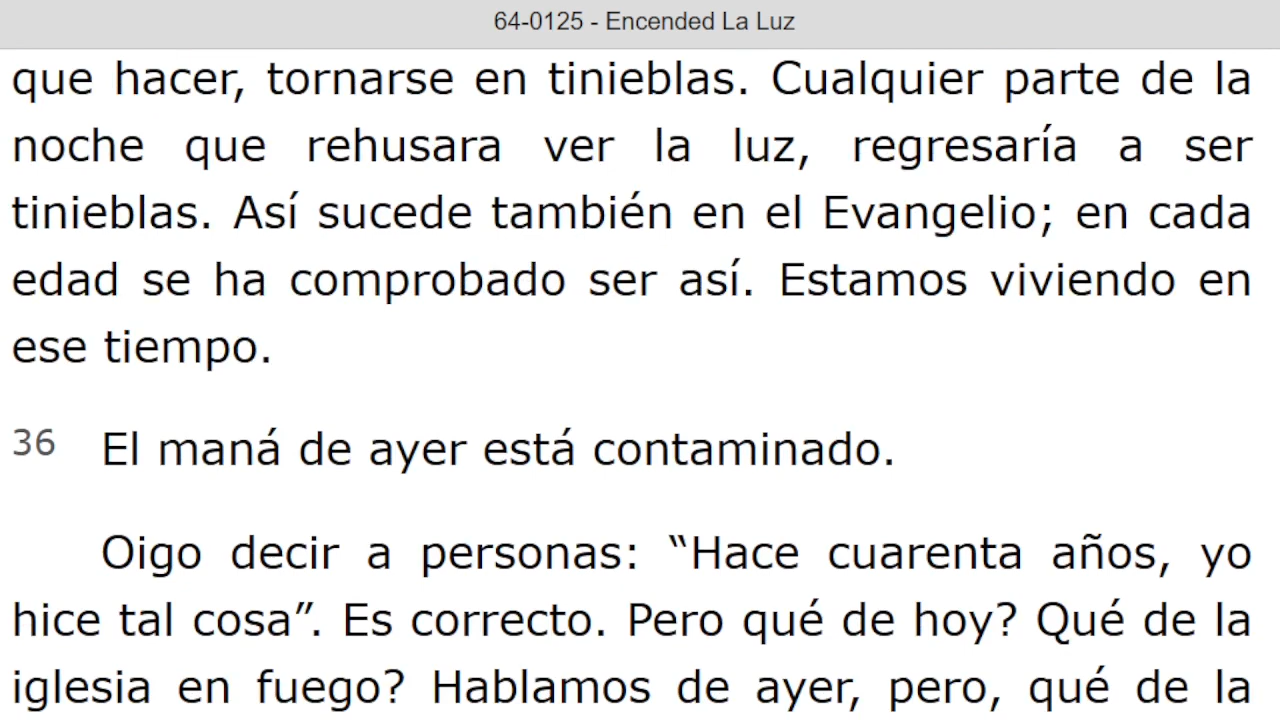 64-0125 - Encended La Luz
que hacer, tornarse en tinieblas. Cualquier parte de la
noche que rehusara ver la luz, regresaría a ser
tinieblas. Así sucede también en el Evangelio; en cada
edad se ha comprobado ser así. Estamos viviendo en
ese tiempo.
36 El maná de ayer está contaminado.
Oigo decir a personas: “Hace cuarenta años, yo
hice tal cosa”. Es correcto. Pero qué de hoy? Qué de la
iglesia en fuego? Hablamos de ayer, pero, qué de la